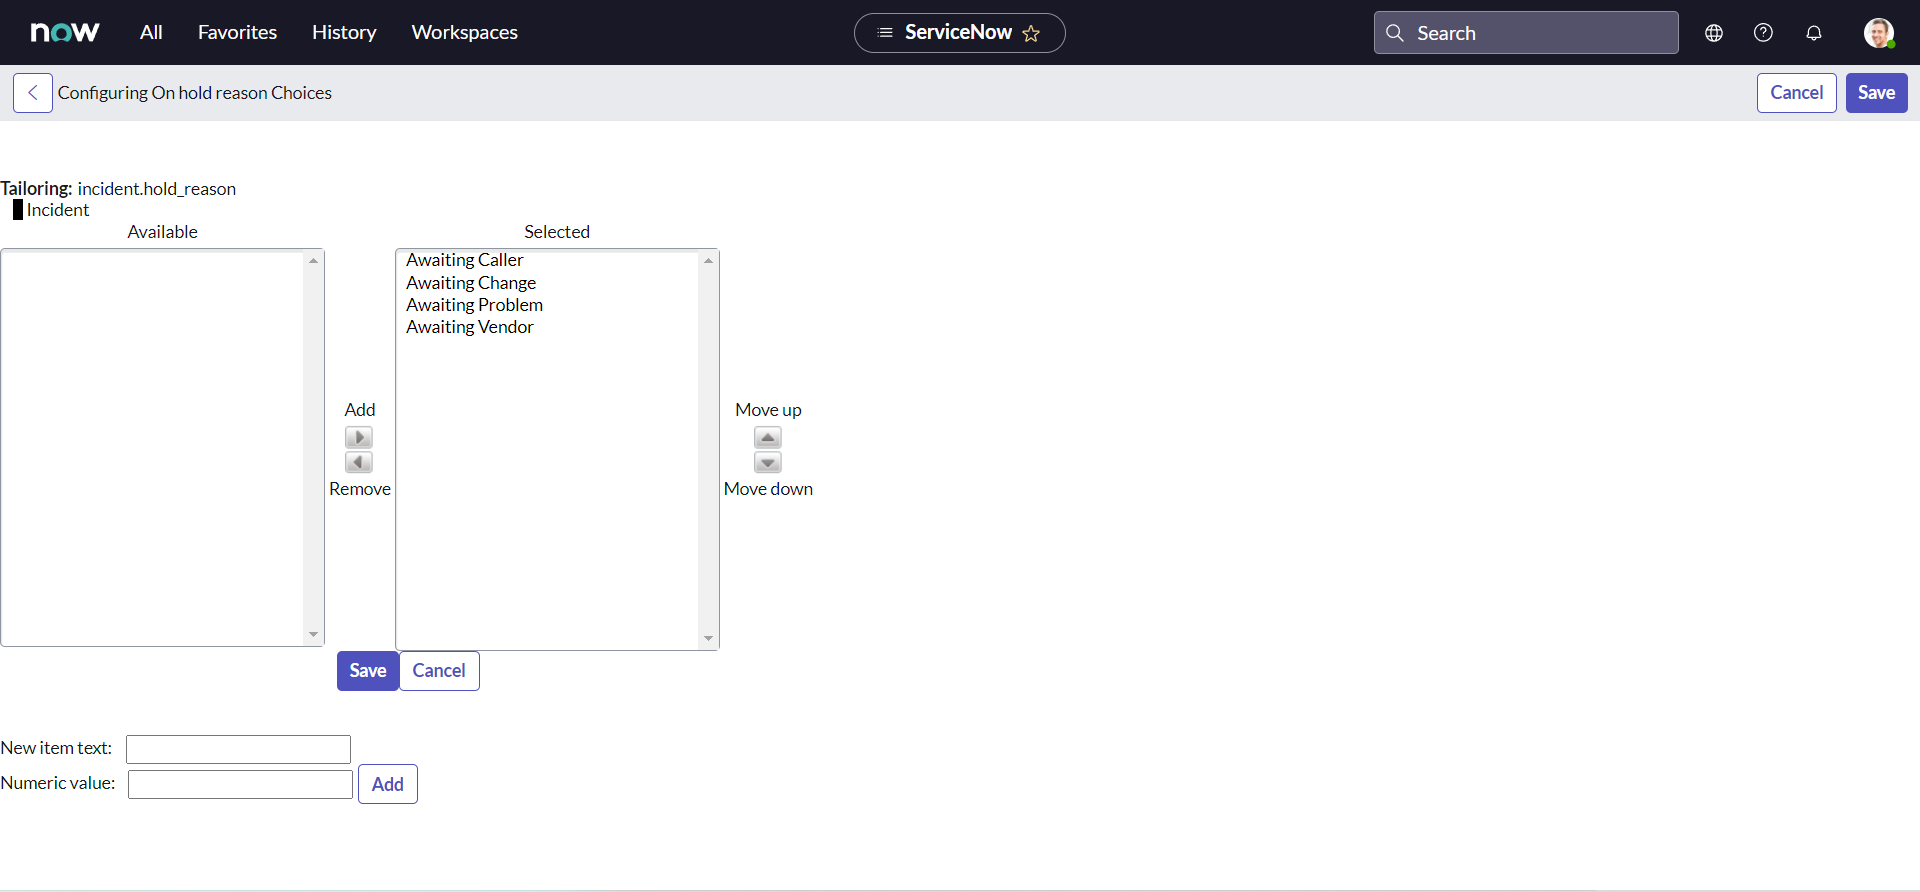 now All Favorites History Workspaces ServiceNow Search
Configuring On hold reason Choices Cancel Save
Tailoring: incident.hold_reason
Incident
Available Selected
Awaiting Caller
Awaiting Change
Awaiting Problem
Awaiting Vendor
Add Move up
Remove Move down
Save Cancel
New item text:
Numeric value: Add